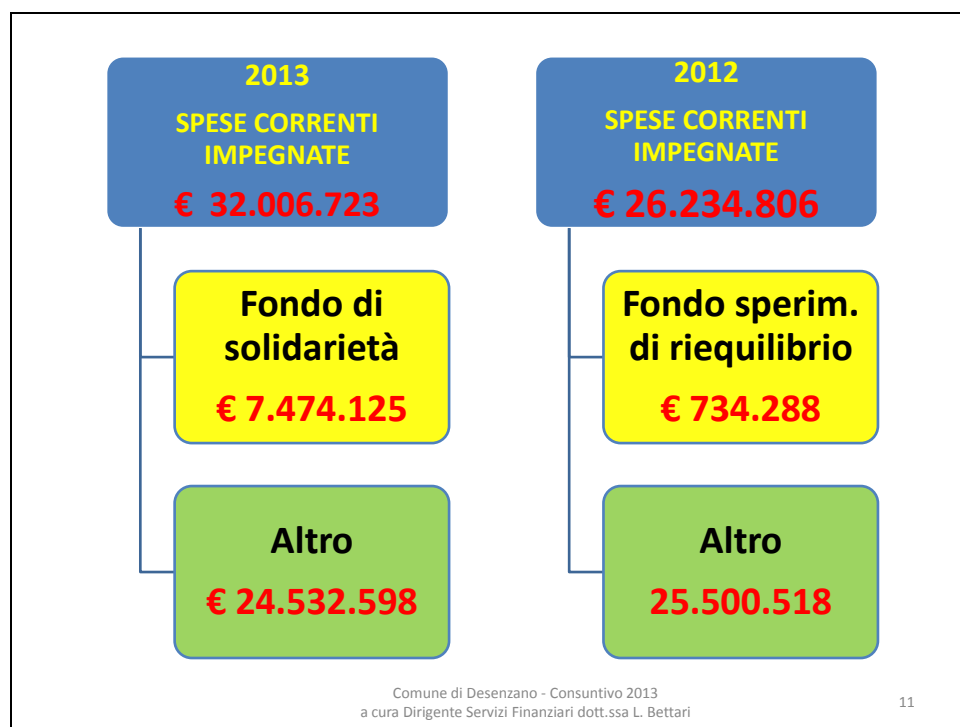 2013
SPESE CORRENTI
IMPEGNATE
€ 32.006.723
Fondo di
solidarietà
€ 7.474.125
Altro
€ 24.532.598
2012
SPESE CORRENTI
IMPEGNATE
€ 26.234.806
Fondo sperim.
di riequilibrio
€ 734.288
Altro
25.500.518
Comune di Desenzano - Consuntivo 2013
a cura Dirigente Servizi Finanziari dott.ssa L. Bettari
11